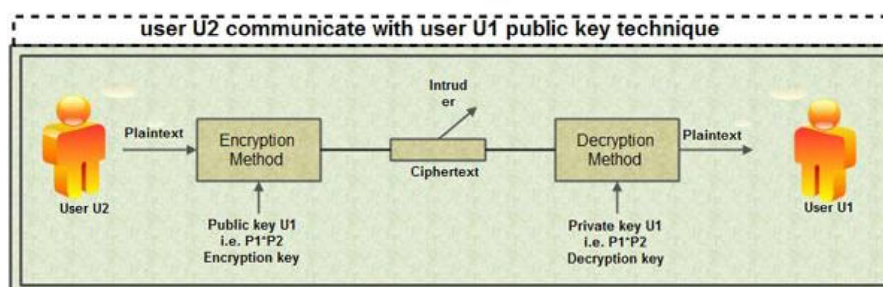 user U2 communicate with user U1 public key technique
Intrud
er
Plaintext
Encryption
Method
Ciphertext
Decryption
Method
Plaintext
User U2
User U1
Public key U1
i.e. P1*P2
Encryption key
Private key U1
i.e. P1*P2
Decryption key